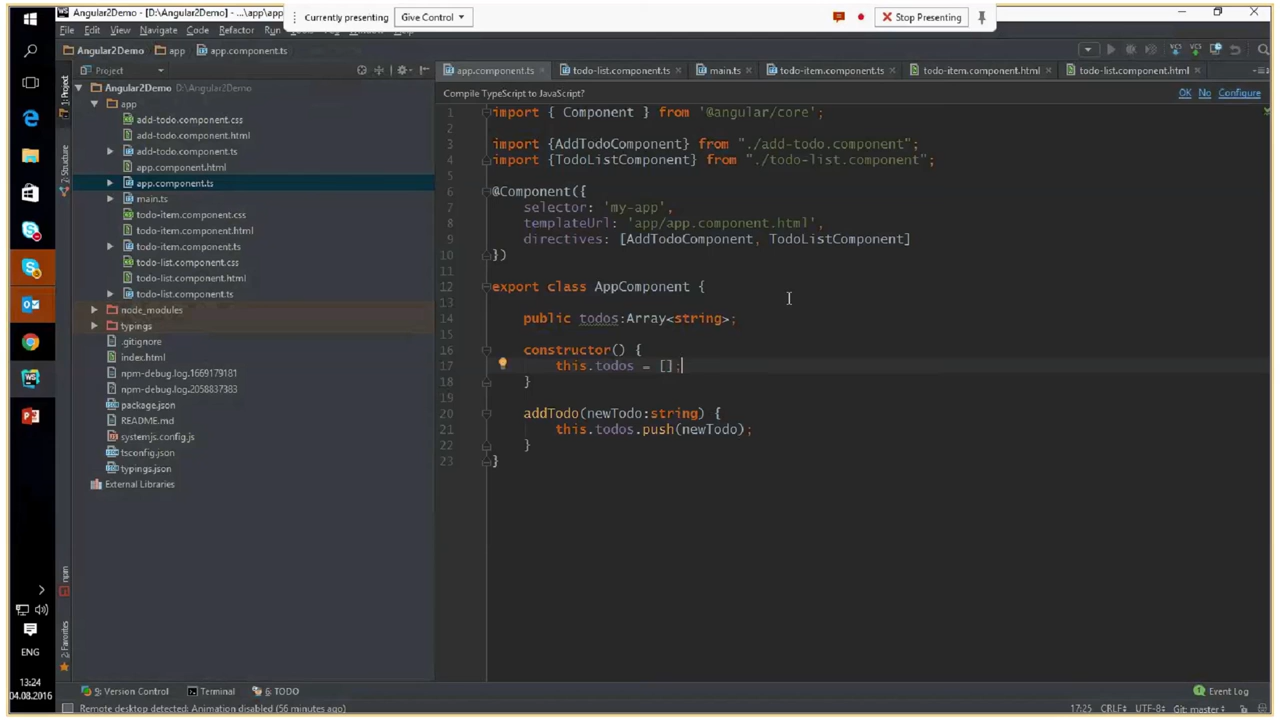 Angular2Demo - [D:\Angular2Demo] - ...\app\app
Currently presenting
Give Control
Stop Presenting
File Edit View Navigate Code Refactor Run
Angular2Demo app app.component.ts
Project
app.component.ts
todo-list.component.ts
main.ts
todo-item.component.ts
todo-item.component.html
todo-list.component.html
Compile TypeScript to JavaScript?
OK No Configure
1: Project
2: Structure
npm
2: Favorites
Angular2Demo D:\Angular2Demo
app
add-todo.component.css
add-todo.component.html
add-todo.component.ts
app.component.html
app.component.ts
main.ts
todo-item.component.css
todo-item.component.html
todo-item.component.ts
todo-list.component.css
todo-list.component.html
todo-list.component.ts
node_modules
typings
.gitignore
index.html
npm-debug.log.1669179181
npm-debug.log.2058837383
package.json
README.md
systemjs.config.js
tsconfig.json
typings.json
External Libraries
1 import { Component } from '@angular/core';
2
3 import {AddTodoComponent} from "./add-todo.component";
4 import {TodoListComponent} from "./todo-list.component";
5
6 @Component({
7 selector: 'my-app',
8 templateUrl: 'app/app.component.html',
9 directives: [AddTodoComponent, TodoListComponent]
10 })
11
12 export class AppComponent {
13
14 public todos:Array<string>;
15
16 constructor() {
17 this.todos = [];
18 }
19
20 addTodo(newTodo:string) {
21 this.todos.push(newTodo);
22 }
23 }
ENG
13:24
04.08.2016
9: Version Control
Terminal
6: TODO
1 Event Log
Remote desktop detected: Animation disabled (56 minutes ago)
17:25 CRLF UTF-8 Git: master